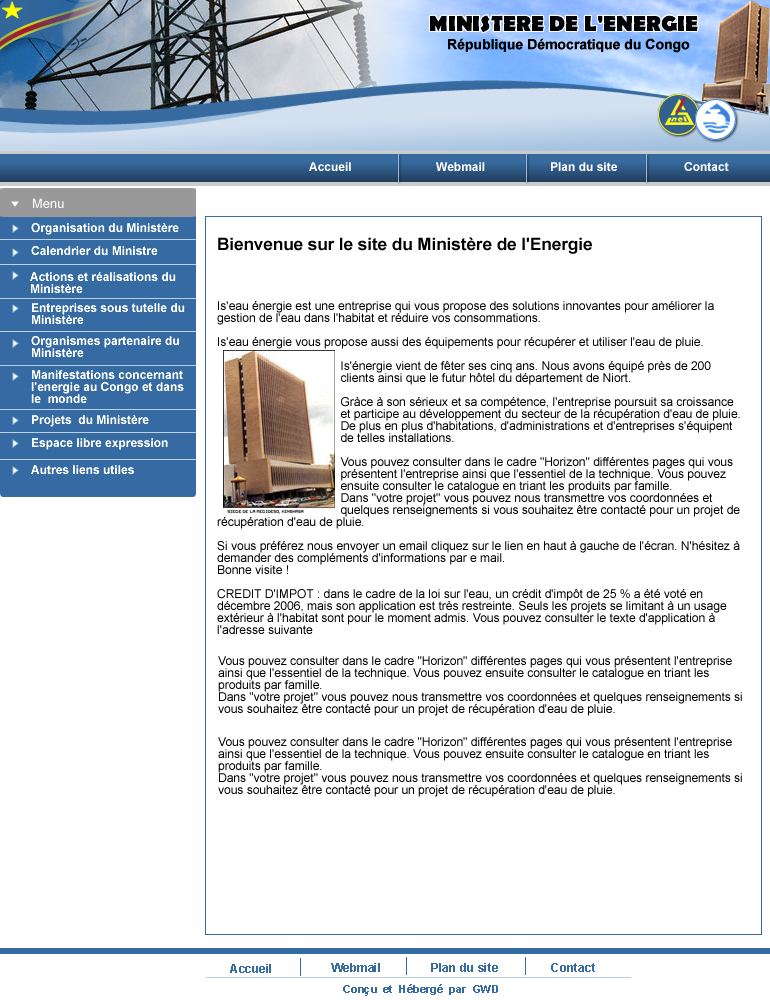 MINISTERE DE L'ENERGIE
République Démocratique du Congo
Accueil
Webmail
Plan du site
Contact
Menu
Organisation du Ministère
Calendrier du Ministre
Actions et réalisations du
Ministère
Entreprises sous tutelle du
Ministère
Organismes partenaire du
Ministère
Manifestations concernant
l'energie au Congo et dans
le monde
Projets du Ministère
Espace libre expression
Autres liens utiles
Bienvenue sur le site du Ministère de l'Energie
Is'eau énergie est une entreprise qui vous propose des solutions innovantes pour améliorer la
gestion de l'eau dans l'habitat et réduire vos consommations.
Is'eau énergie vous propose aussi des équipements pour récupérer et utiliser l'eau de pluie.
Is'énergie vient de fêter ses cinq ans. Nous avons équipé près de 200
clients ainsi que le futur hôtel du département de Niort.
Grâce à son sérieux et sa compétence, l'entreprise poursuit sa croissance
et participe au développement du secteur de la récupération d'eau de pluie.
De plus en plus d'habitations, d'administrations et d'entreprises s'équipent
de telles installations.
Vous pouvez consulter dans le cadre "Horizon" différentes pages qui vous
présentent l'entreprise ainsi que l'essentiel de la technique. Vous pouvez
ensuite consulter le catalogue en triant les produits par famille.
Dans "votre projet" vous pouvez nous transmettre vos coordonnées et
quelques renseignements si vous souhaitez être contacté pour un projet de
SIEGE DE LA REGIDESO, KINSHASA
récupération d'eau de pluie.
Si vous préférez nous envoyer un email cliquez sur le lien en haut à gauche de l'écran. N'hésitez à
demander des compléments d'informations par e mail.
Bonne visite !
CREDIT D'IMPOT : dans le cadre de la loi sur l'eau, un crédit d'impôt de 25 % a été voté en
décembre 2006, mais son application est très restreinte. Seuls les projets se limitant à un usage
extérieur à l'habitat sont pour le moment admis. Vous pouvez consulter le texte d'application à
l'adresse suivante
Vous pouvez consulter dans le cadre "Horizon" différentes pages qui vous présentent l'entreprise
ainsi que l'essentiel de la technique. Vous pouvez ensuite consulter le catalogue en triant les
produits par famille.
Dans "votre projet" vous pouvez nous transmettre vos coordonnées et quelques renseignements si
vous souhaitez être contacté pour un projet de récupération d'eau de pluie.
Vous pouvez consulter dans le cadre "Horizon" différentes pages qui vous présentent l'entreprise
ainsi que l'essentiel de la technique. Vous pouvez ensuite consulter le catalogue en triant les
produits par famille.
Dans "votre projet" vous pouvez nous transmettre vos coordonnées et quelques renseignements si
vous souhaitez être contacté pour un projet de récupération d'eau de pluie.
Accueil
Webmail
Plan du site
Contact
Conçu et Hébergé par GWD